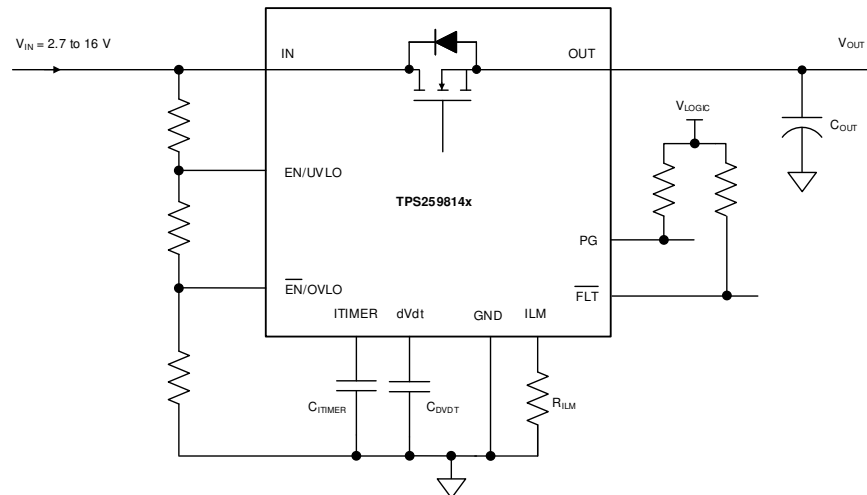 V_IN = 2.7 to 16 V
IN
OUT
V_OUT
V_LOGIC
C_OUT
EN/UVLO
TPS259814x
PG
EN/OVLO
FLT
ITIMER dVdt GND ILM
C_ITIMER
C_DVDT
R_ILM